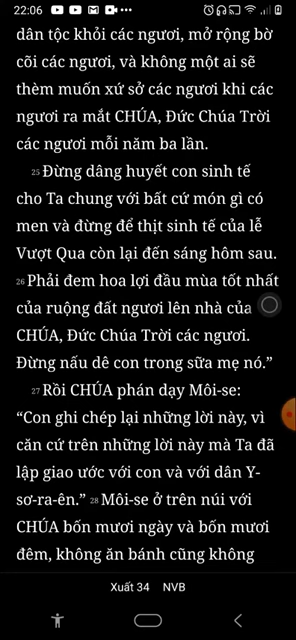 22:06
dân tộc khỏi các ngươi, mở rộng bờ
cõi các ngươi, và không một ai sẽ
thèm muốn xứ sở các ngươi khi các
ngươi ra mắt CHÚA, Đức Chúa Trời
các ngươi mỗi năm ba lần.
25 Đừng dâng huyết con sinh tế
cho Ta chung với bất cứ món gì có
men và đừng để thịt sinh tế của lễ
Vượt Qua còn lại đến sáng hôm sau.
26 Phải đem hoa lợi đầu mùa tốt nhất
của ruộng đất ngươi lên nhà của
CHÚA, Đức Chúa Trời các ngươi.
Đừng nấu dê con trong sữa mẹ nó.”
27 Rồi CHÚA phán dạy Môi-se:
“Con ghi chép lại những lời này, vì
căn cứ trên những lời này mà Ta đã
lập giao ước với con và với dân Y-
sơ-ra-ên.” 28 Môi-se ở trên núi với
CHÚA bốn mươi ngày và bốn mươi
đêm, không ăn bánh cũng không
Xuất 34 NVB